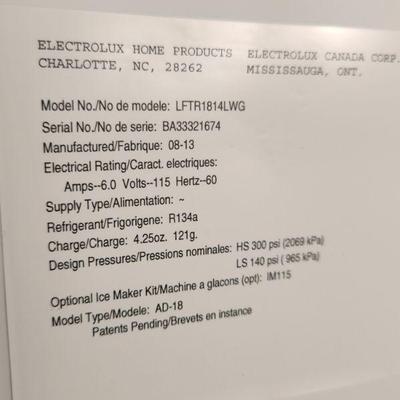 ELECTROLUX HOME PRODUCTS ELECTROLUX CANADA CORP.
CHARLOTTE, NC, 28262 MISSISSAUGA, ONT.
Model No./No de modele: LFTR1814LWG
Serial No./No de serie: BA33321674
Manufactured/Fabrique: 08-13
Electrical Rating/Caract. electriques:
Amps--6.0 Volts--115 Hertz--60
Supply Type/Alimentation: ~
Refrigerant/Frigorigene: R134a
Charge/Charge: 4.25oz. 121g.
Design Pressures/Pressions nominales: HS 300 psi (2069 kPa)
LS 140 psi ( 965 kPa)
Optional Ice Maker Kit/Machine a glacons (opt): IM115
Model Type/Modele: AD-18
Patents Pending/Brevets en instance